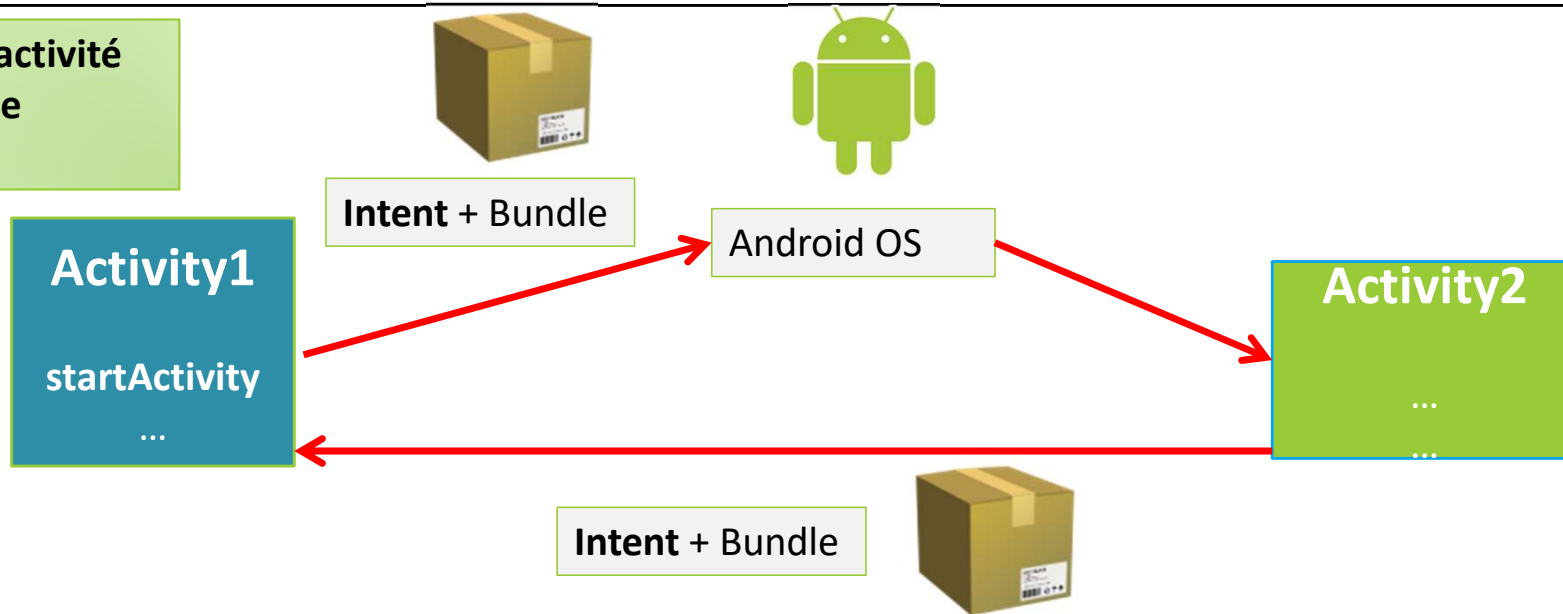 activité
e
Intent + Bundle
Android OS
Activity1
startActivity
...
Activity2
...
...
Intent + Bundle